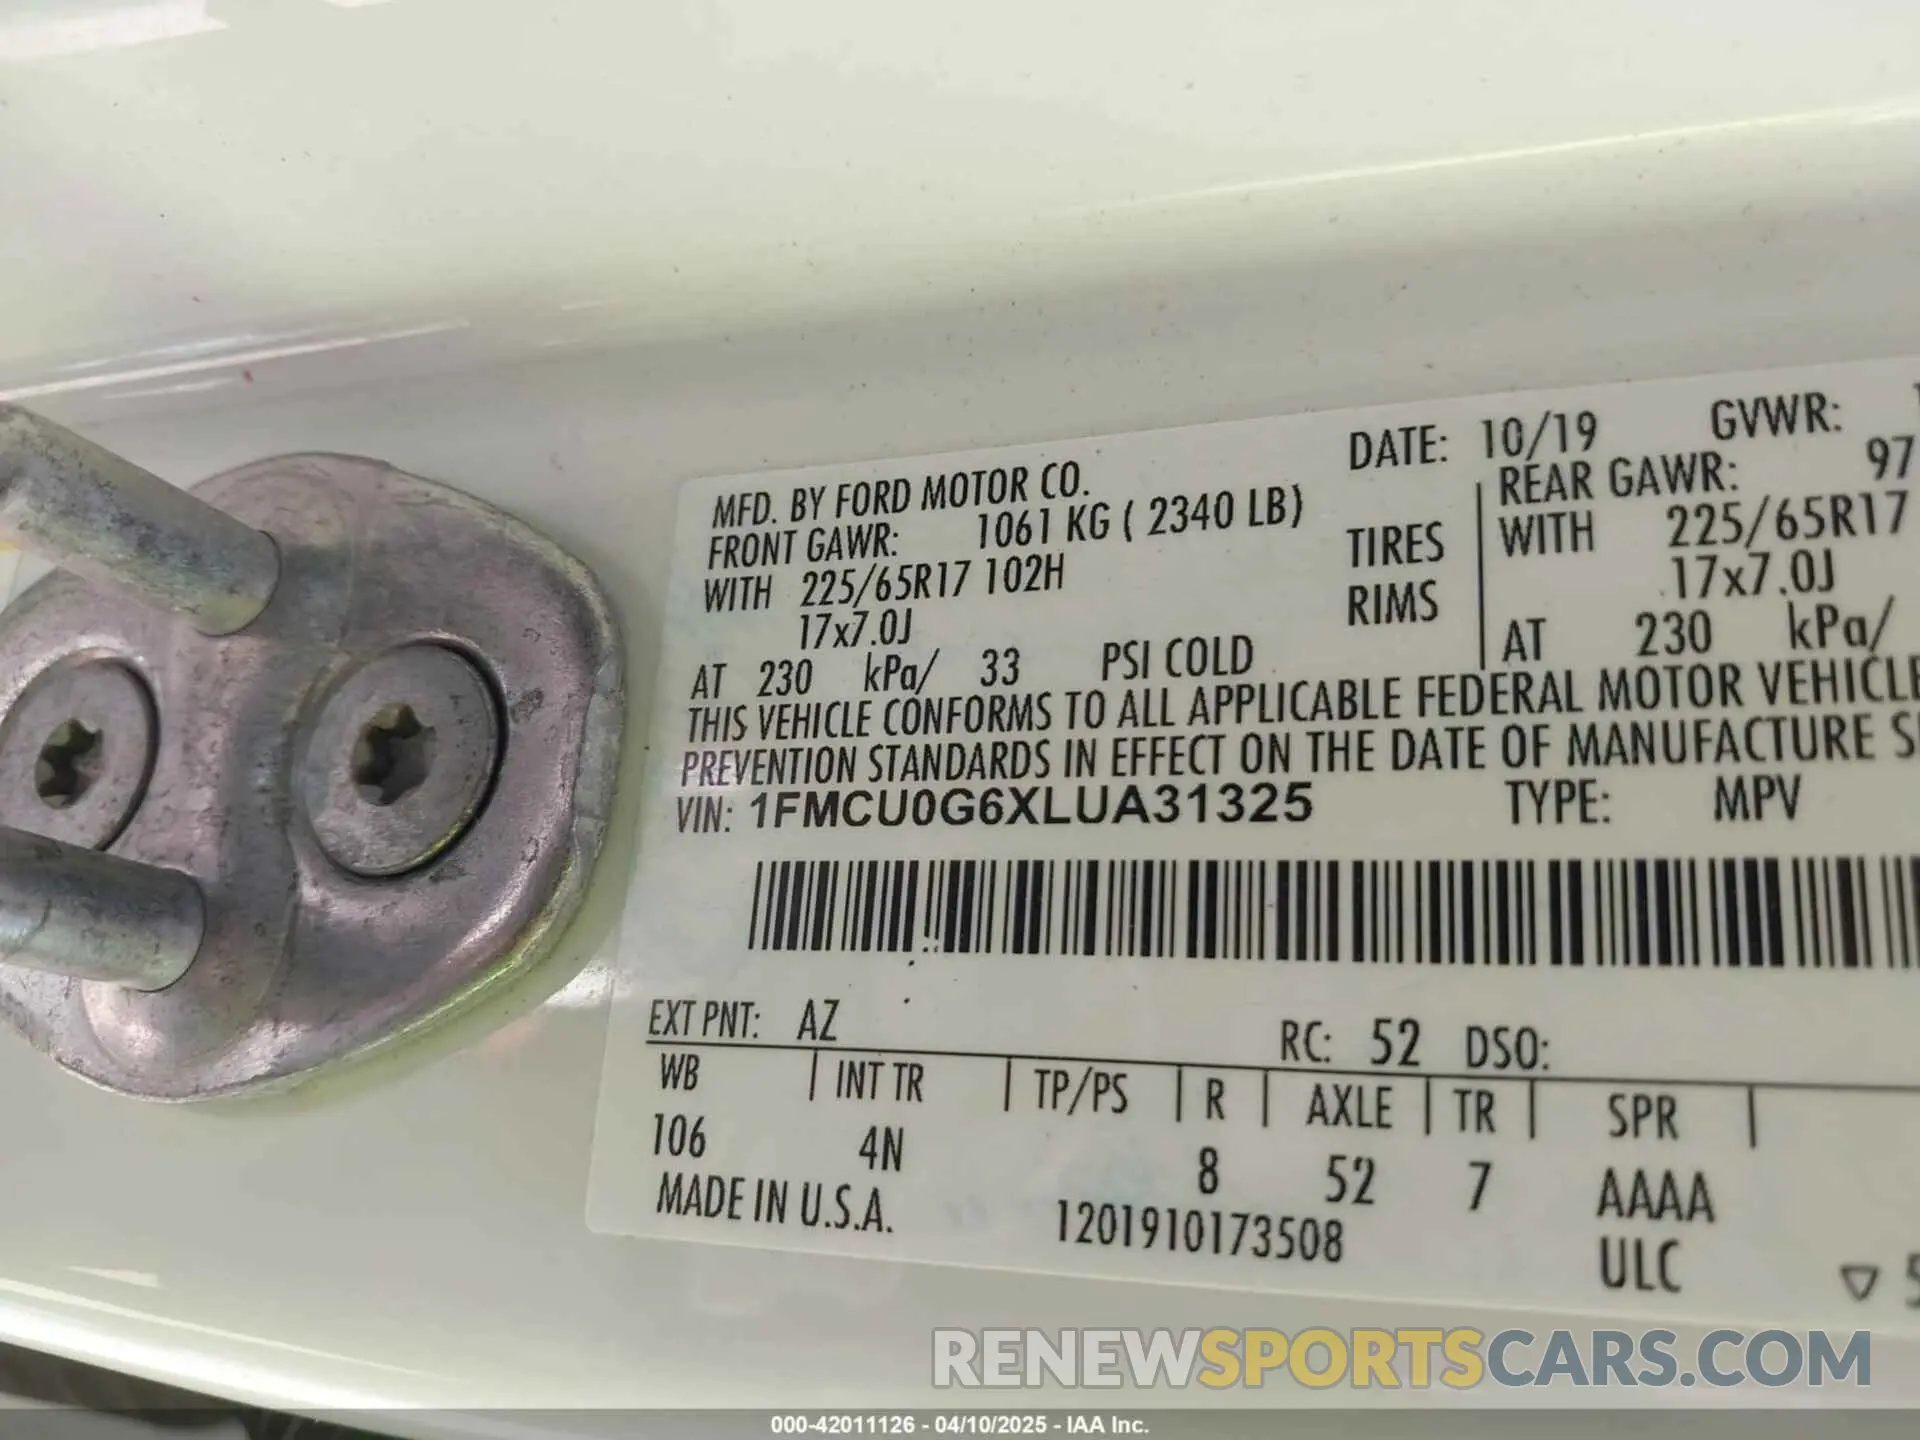 MFD. BY FORD MOTOR CO. DATE: 10/19 GVWR:
FRONT GAWR: 1061 KG ( 2340 LB) REAR GAWR: 97
WITH 225/65R17 102H TIRES WITH 225/65R17
17x7.0J RIMS 17x7.0J
AT 230 kPa/ 33 PSI COLD AT 230 kPa/
THIS VEHICLE CONFORMS TO ALL APPLICABLE FEDERAL MOTOR VEHICLE
PREVENTION STANDARDS IN EFFECT ON THE DATE OF MANUFACTURE S
VIN: 1FMCU0G6XLUA31325 TYPE: MPV
EXT PNT: AZ RC: 52 DSO:
WB INT TR TP/PS R AXLE TR SPR
106 4N 8 52 7 AAAA
MADE IN U.S.A. 1201910173508 ULC
RENEWSPORTSCARS.COM
000-42011126 - 04/10/2025 - IAA Inc.